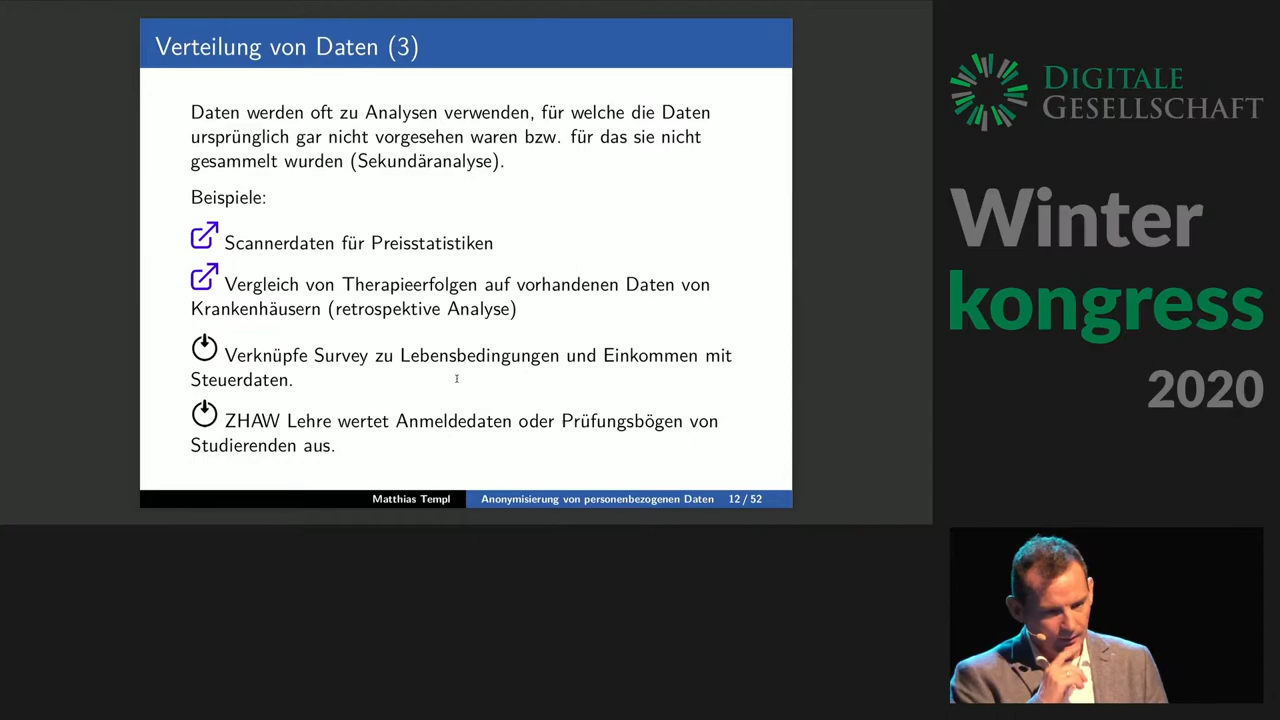 Verteilung von Daten (3)
Daten werden oft zu Analysen verwenden, für welche die Daten
ursprünglich gar nicht vorgesehen waren bzw. für das sie nicht
gesammelt wurden (Sekundäranalyse).
Beispiele:
Scannerdaten für Preisstatistiken
Vergleich von Therapieerfolgen auf vorhandenen Daten von
Krankenhäusern (retrospektive Analyse)
Verknüpfe Survey zu Lebensbedingungen und Einkommen mit
Steuerdaten.
ZHAW Lehre wertet Anmeldedaten oder Prüfungsbögen von
Studierenden aus.
Matthias Templ Anonymisierung von personenbezogenen Daten 12 / 52
DIGITALE
GESELLSCHAFT
Winter
kongress
2020